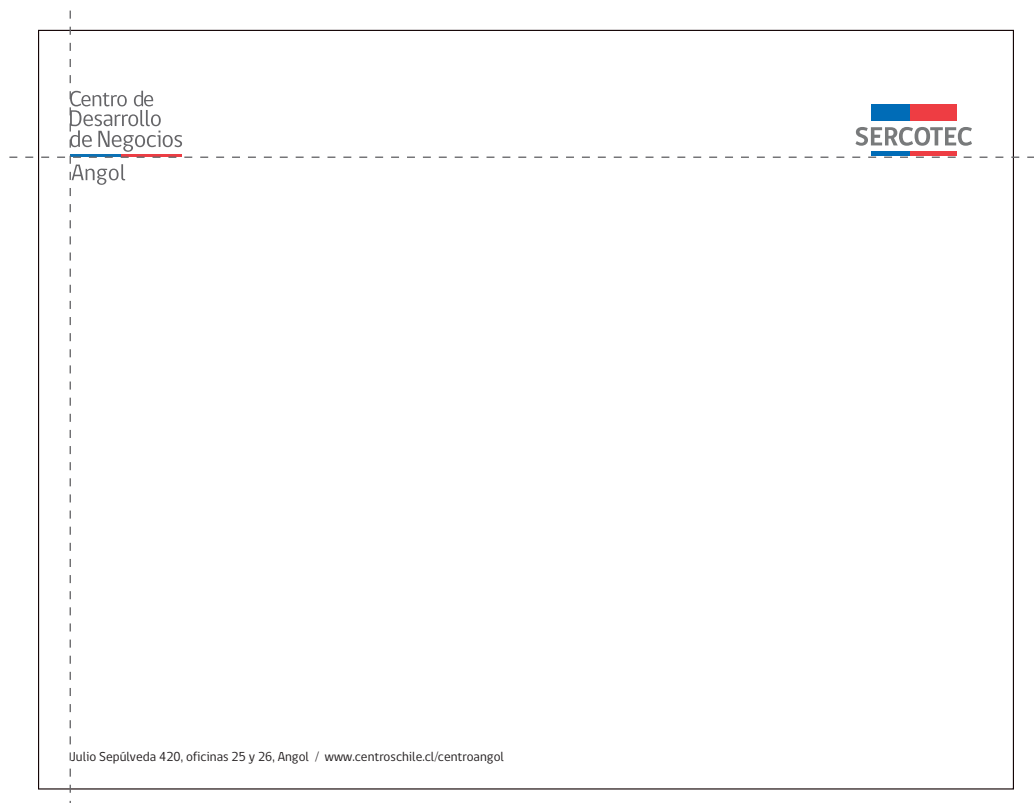 Centro de
Desarrollo
de Negocios
Angol
SERCOTEC
Julio Sepúlveda 420, oficinas 25 y 26, Angol / www.centroschile.cl/centroangol